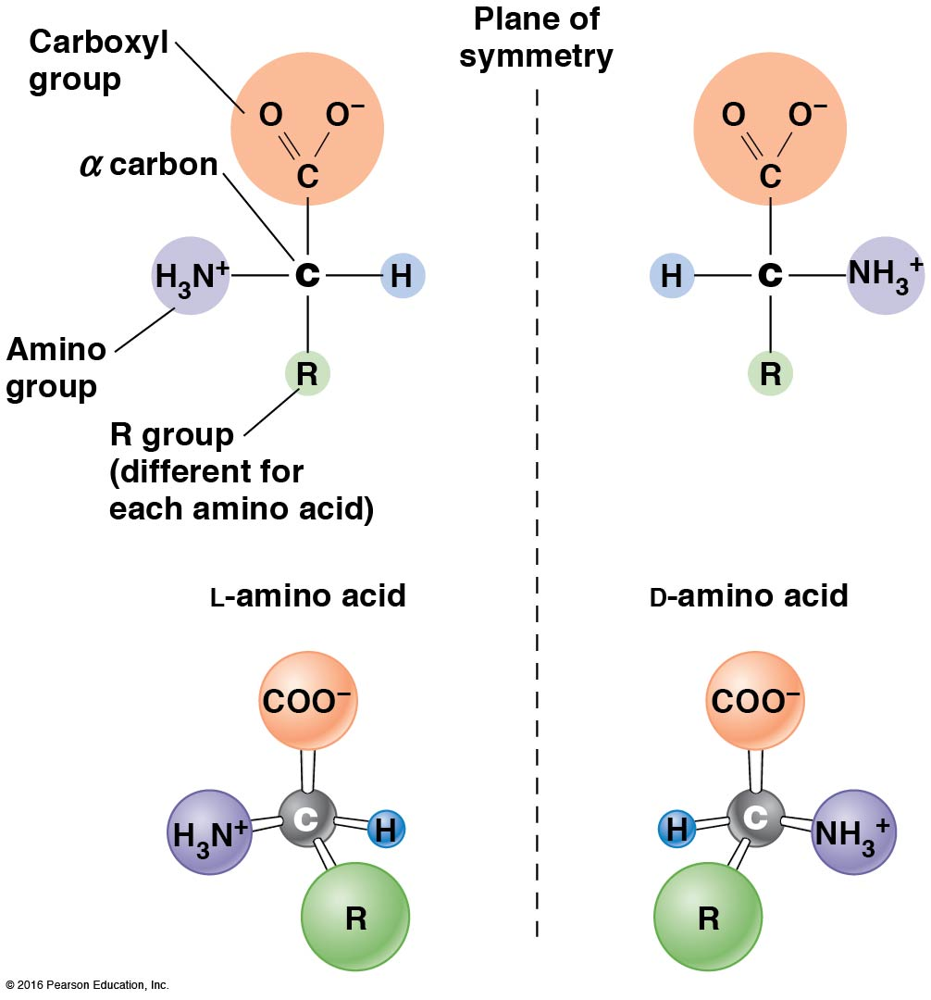 Carboxyl
group
Plane of
symmetry
O O⁻
C
O O⁻
C
α carbon
H₃N⁺ C H
H C NH₃⁺
Amino
group
R
R
R group
(different for
each amino acid)
L-amino acid
D-amino acid
COO⁻
COO⁻
H₃N⁺ C H
H C NH₃⁺
R
R
© 2016 Pearson Education, Inc.